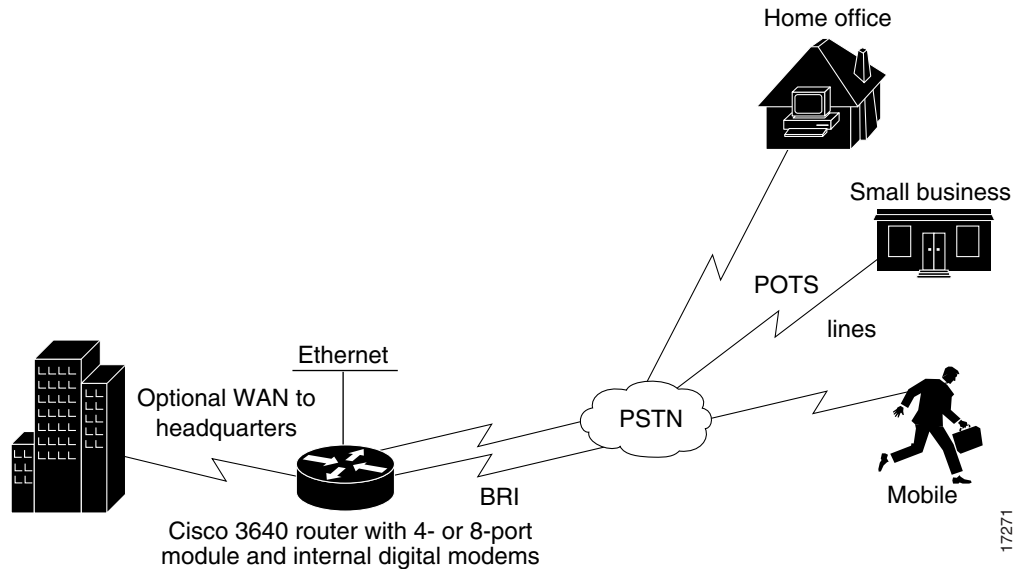 Home office
Small business
POTS
lines
Ethernet
Optional WAN to
headquarters
PSTN
BRI
Mobile
Cisco 3640 router with 4- or 8-port
module and internal digital modems
17271